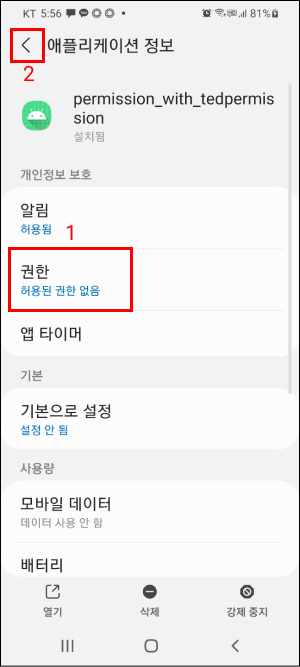 KT 5:56 81%
2
애플리케이션 정보
permission_with_tedpermis
sion
설치됨
개인정보 보호
알림
허용됨
1
권한
허용된 권한 없음
앱 타이머
기본
기본으로 설정
설정 안 됨
사용량
모바일 데이터
데이터 사용 안 함
배터리
열기 삭제 강제 중지